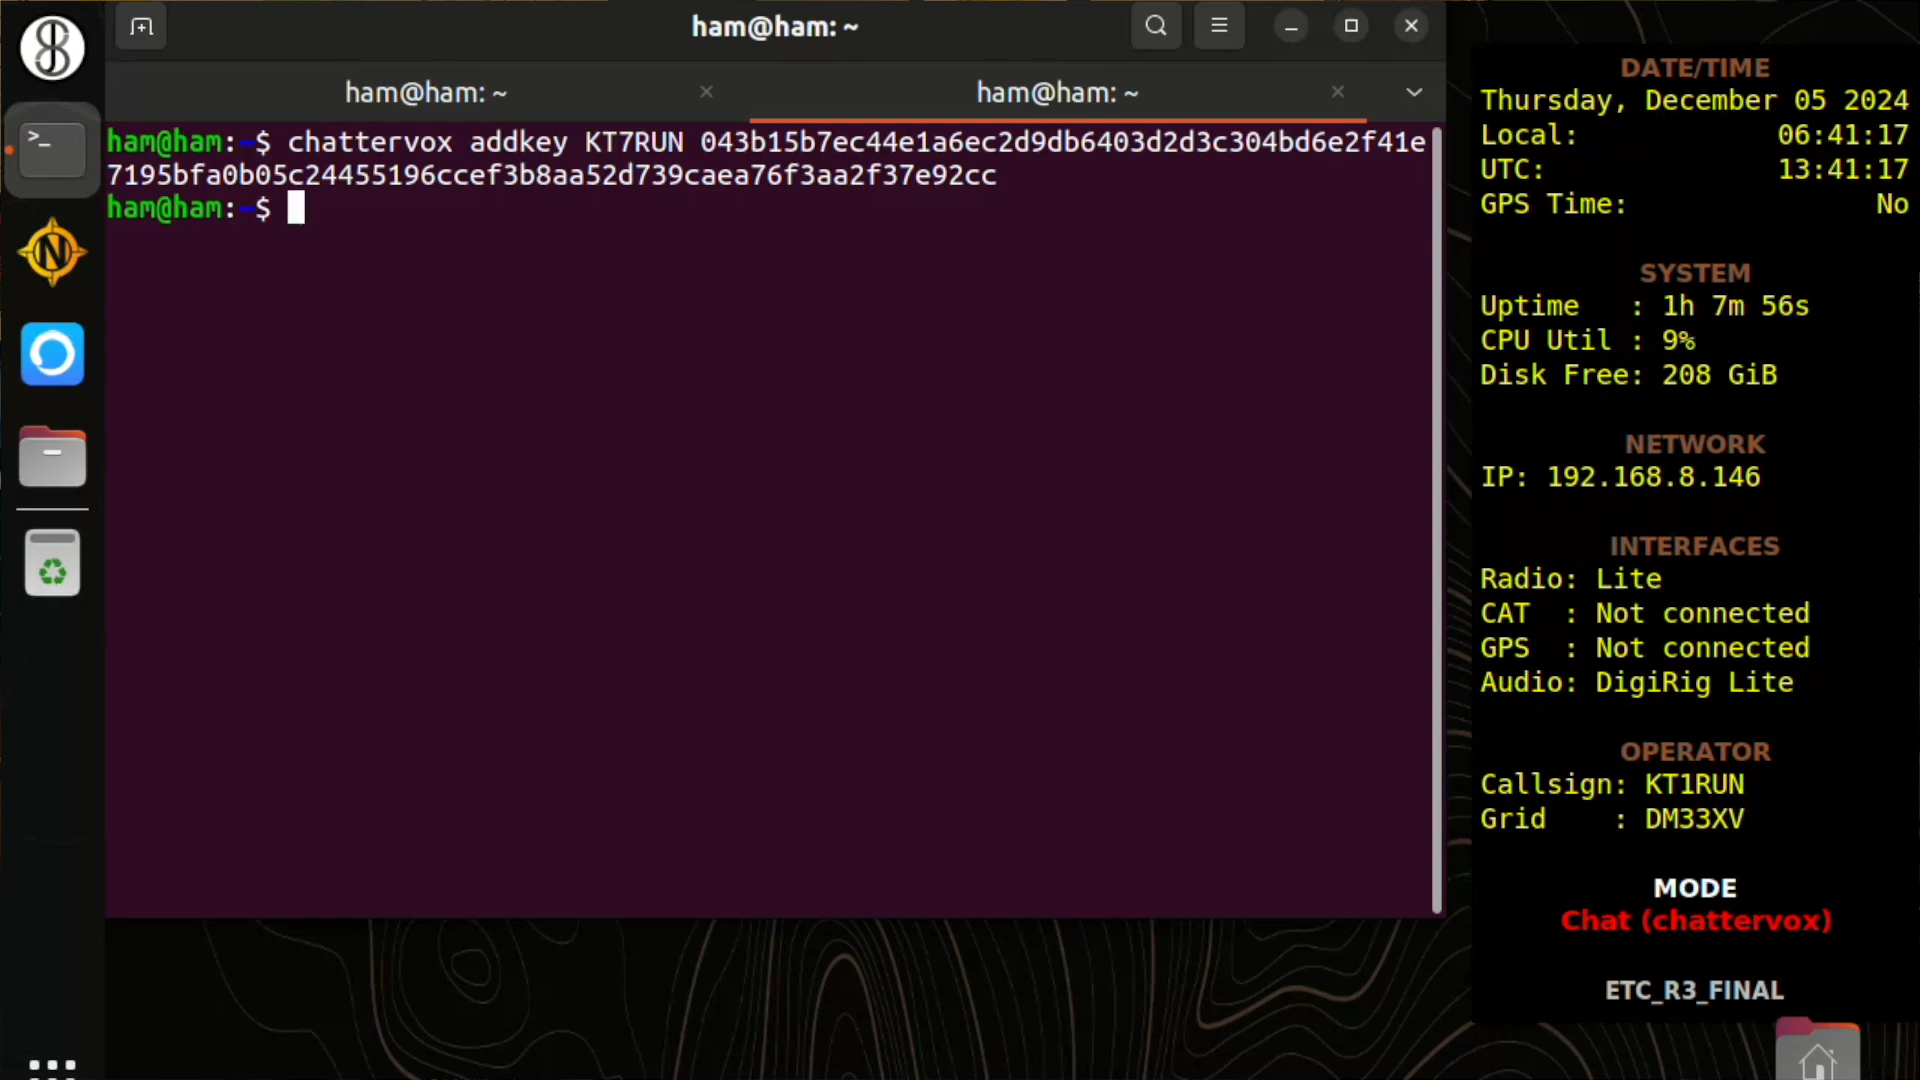 ham@ham: ~
ham@ham: ~
ham@ham: ~
ham@ham:~$ chattervox addkey KT7RUN 043b15b7ec44e1a6ec2d9db6403d2d3c304bd6e2f41e
7195bfa0b05c24455196ccef3b8aa52d739caea76f3aa2f37e92cc
ham@ham:~$
DATE/TIME
Thursday, December 05 2024
Local: 06:41:17
UTC: 13:41:17
GPS Time: No
SYSTEM
Uptime : 1h 7m 56s
CPU Util : 9%
Disk Free: 208 GiB
NETWORK
IP: 192.168.8.146
INTERFACES
Radio: Lite
CAT : Not connected
GPS : Not connected
Audio: DigiRig Lite
OPERATOR
Callsign: KT1RUN
Grid : DM33XV
MODE
Chat (chattervox)
ETC_R3_FINAL